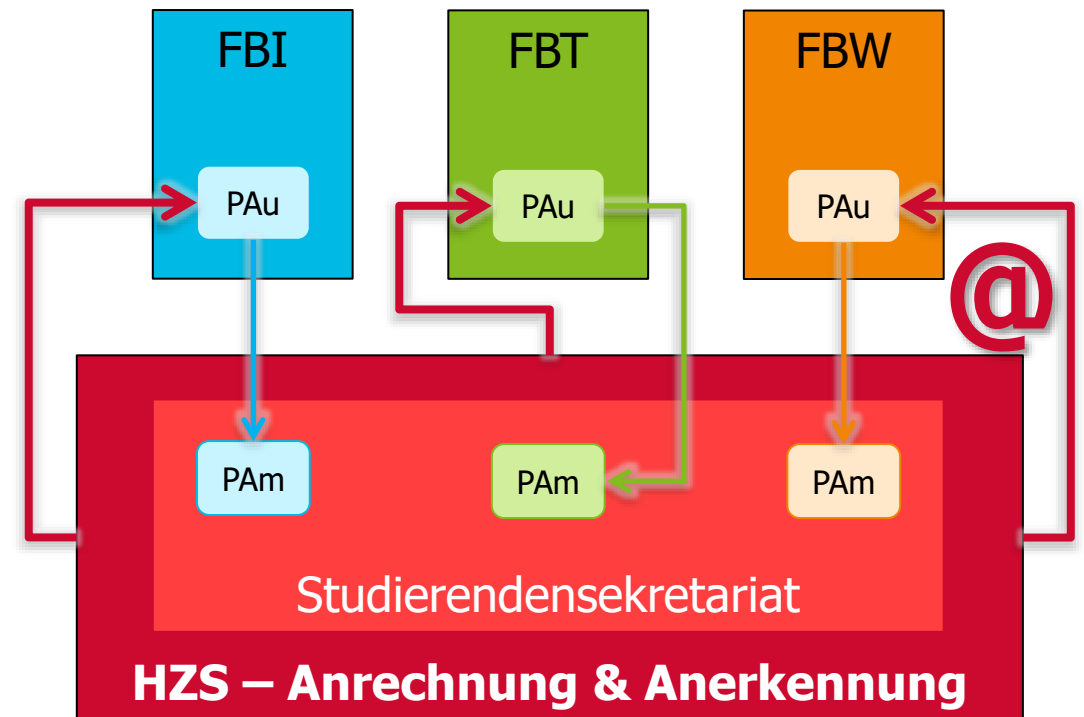 FBI
FBT
FBW
PAu
PAu
PAu
@
PAm
PAm
PAm
Studierendensekretariat
HZS – Anrechnung & Anerkennung